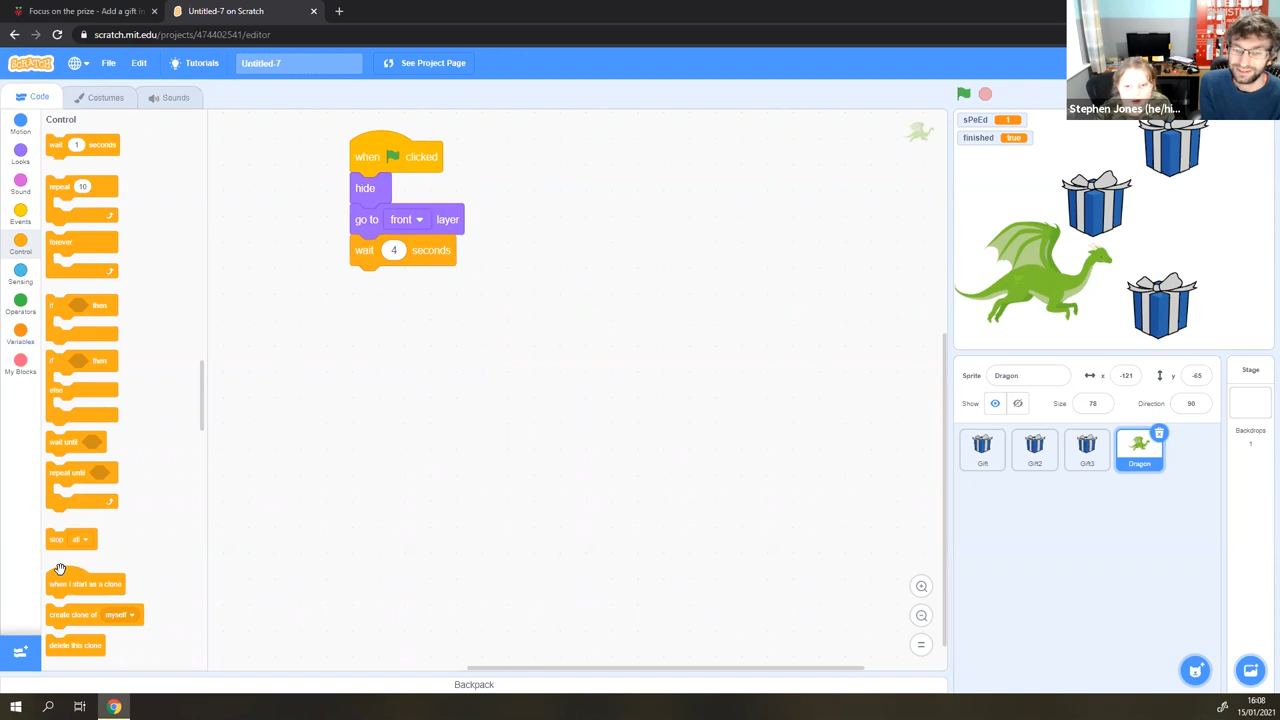 Focus on the prize - Add a gift in
Untitled-7 on Scratch
scratch.mit.edu/projects/474402541/editor
SCRATCH
File
Edit
Tutorials
Untitled-7
See Project Page
Stephen Jones (he/hi...
Code
Costumes
Sounds
Motion
Looks
Sound
Events
Control
Sensing
Operators
Variables
My Blocks
Control
wait 1 seconds
repeat 10
forever
if then
if then
else
wait until
repeat until
stop all
when I start as a clone
create clone of myself
delete this clone
when clicked
hide
go to front layer
wait 4 seconds
sPeEd 1
finished true
Sprite Dragon x -121 y -65
Show Size 78 Direction 90
Gift
Gift2
Gift3
Dragon
Stage
Backdrops
1
Backpack
16:08
15/01/2021